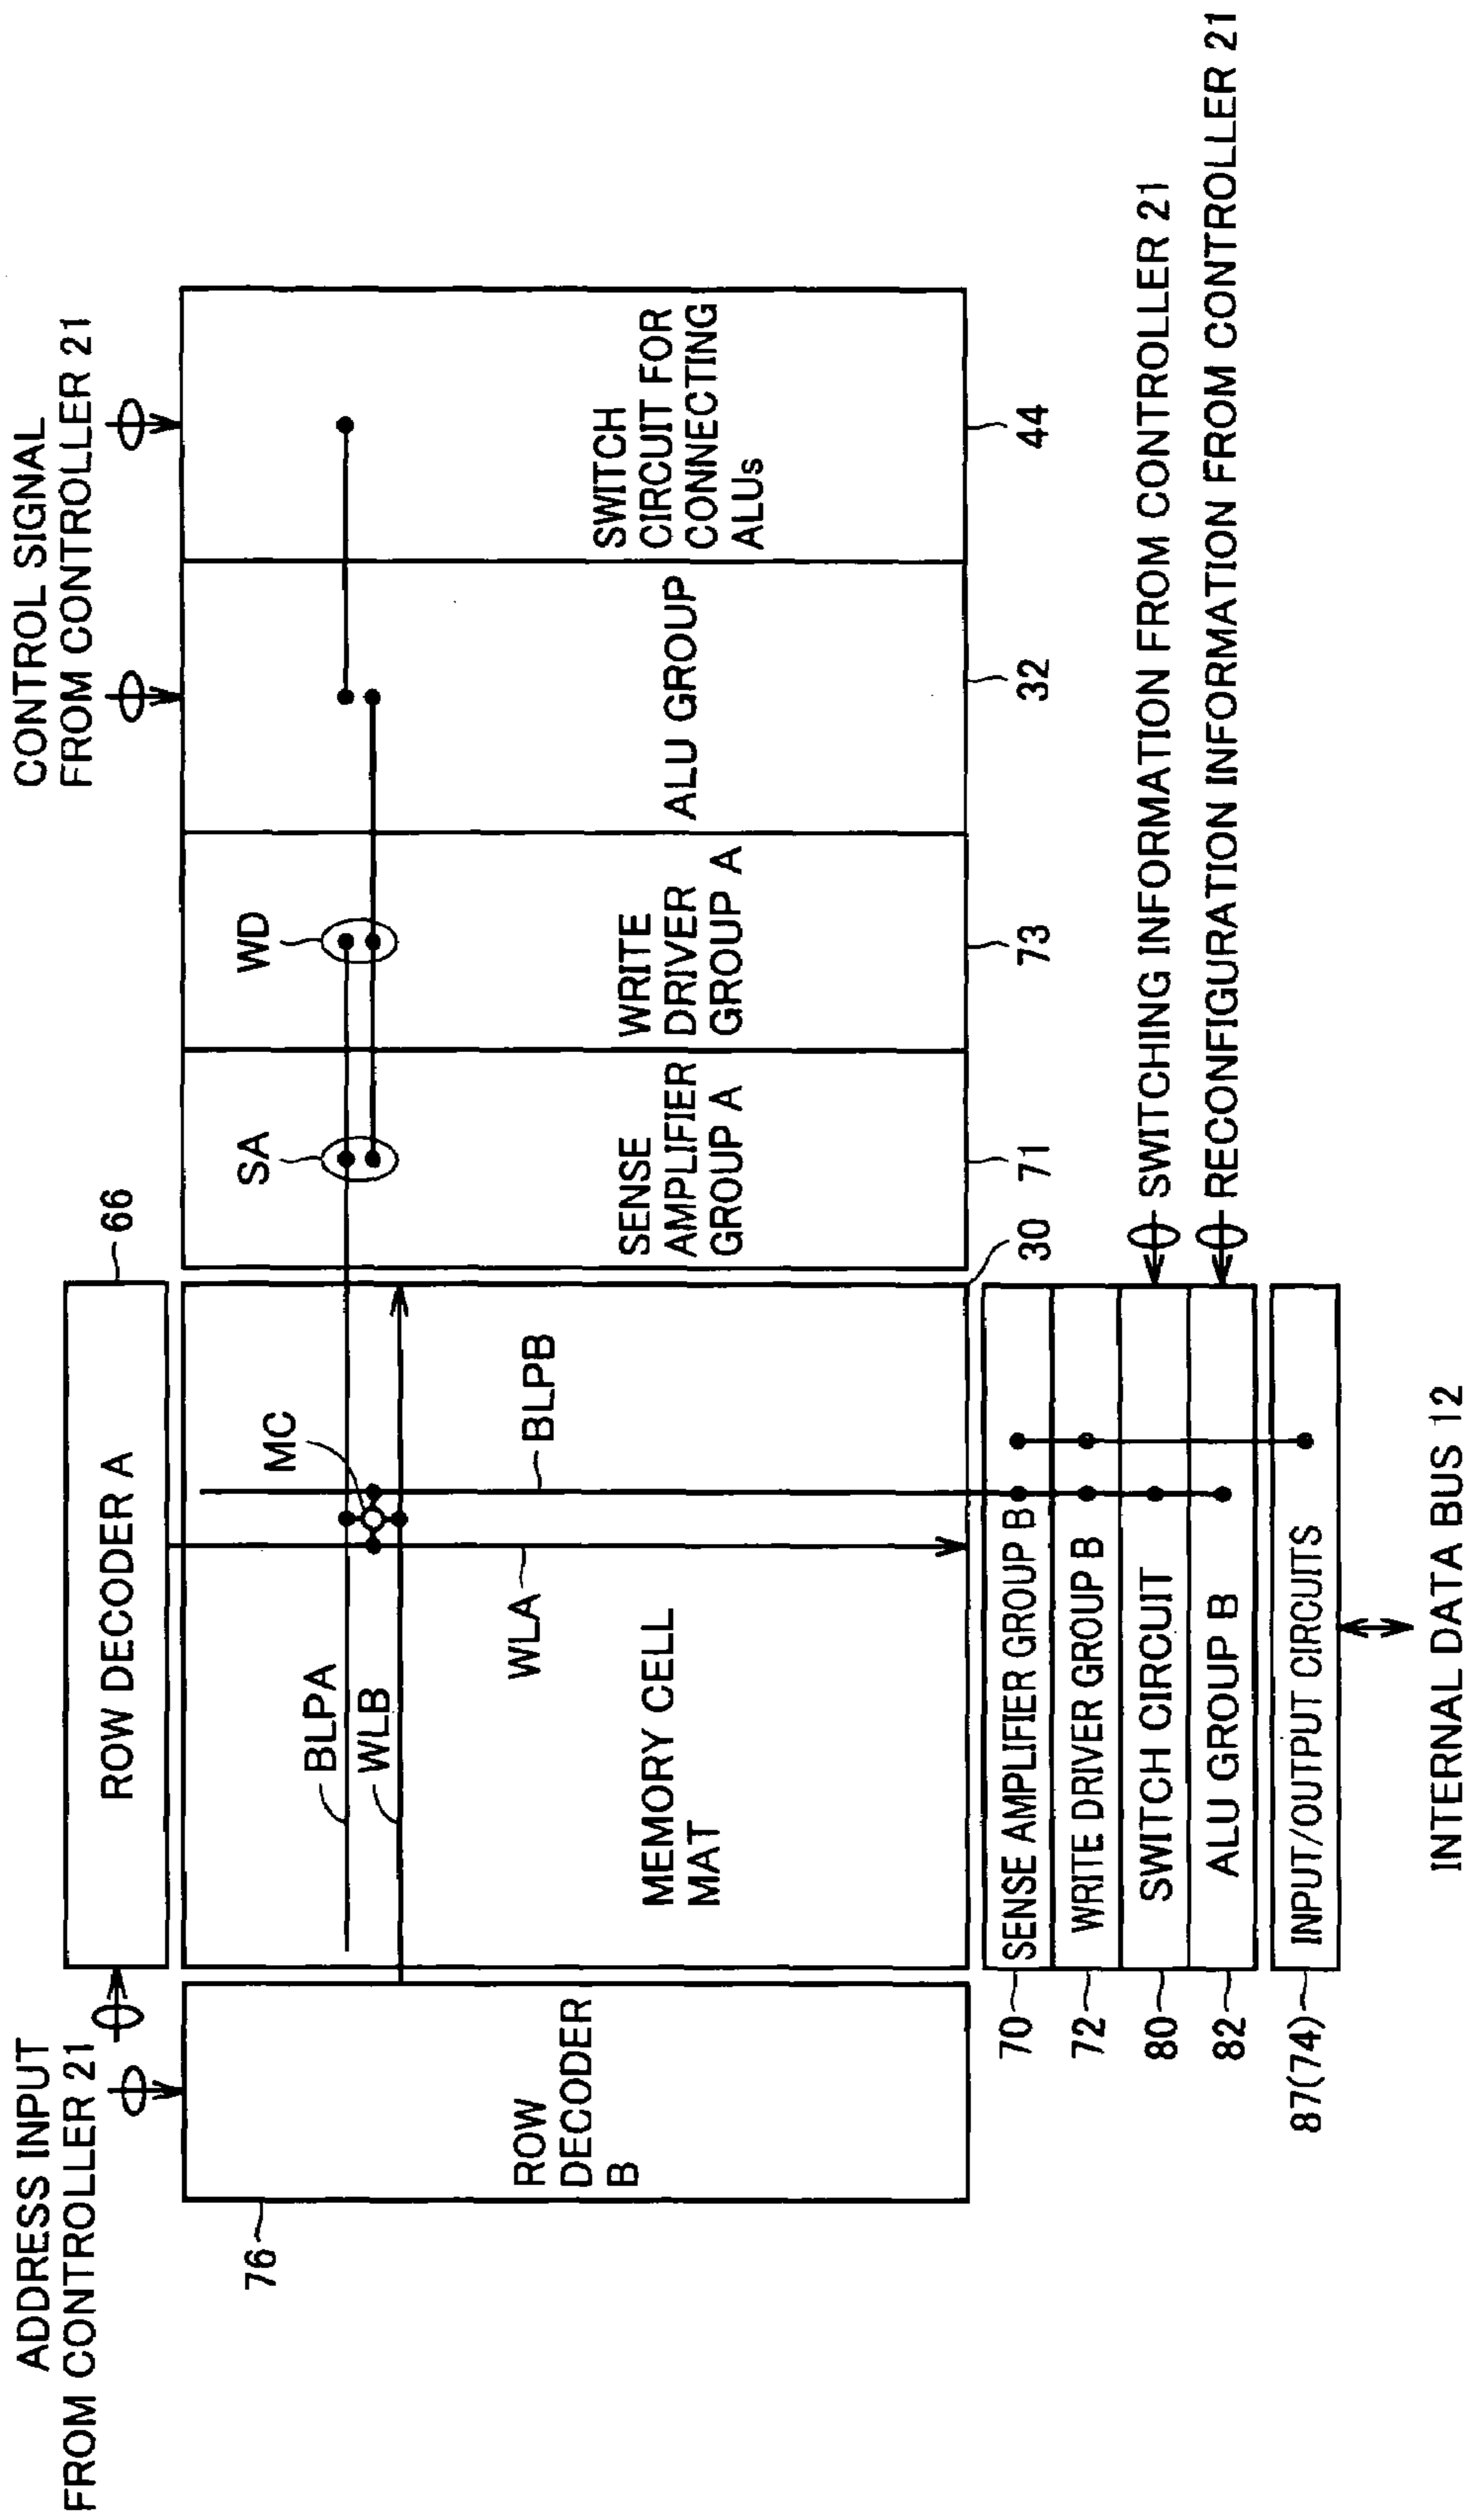 ADDRESS INPUT
FROM CONTROLLER 21
CONTROL SIGNAL
FROM CONTROLLER 21
66
ROW DECODER A
76
ROW
DECODER
B
BLPA
WLB
MC
WLA
BLPB
MEMORY CELL
MAT
30
SA
SENSE
AMPLIFIER
GROUP A
71
WD
WRITE
DRIVER
GROUP A
73
ALU GROUP
32
SWITCH
CIRCUIT FOR
CONNECTING
ALUs
44
70
SENSE AMPLIFIER GROUP B
72
WRITE DRIVER GROUP B
80
SWITCH CIRCUIT
SWITCHING INFORMATION FROM CONTROLLER 21
82
ALU GROUP B
RECONFIGURATION INFORMATION FROM CONTROLLER 21
87(74)
INPUT/OUTPUT CIRCUITS
INTERNAL DATA BUS 12